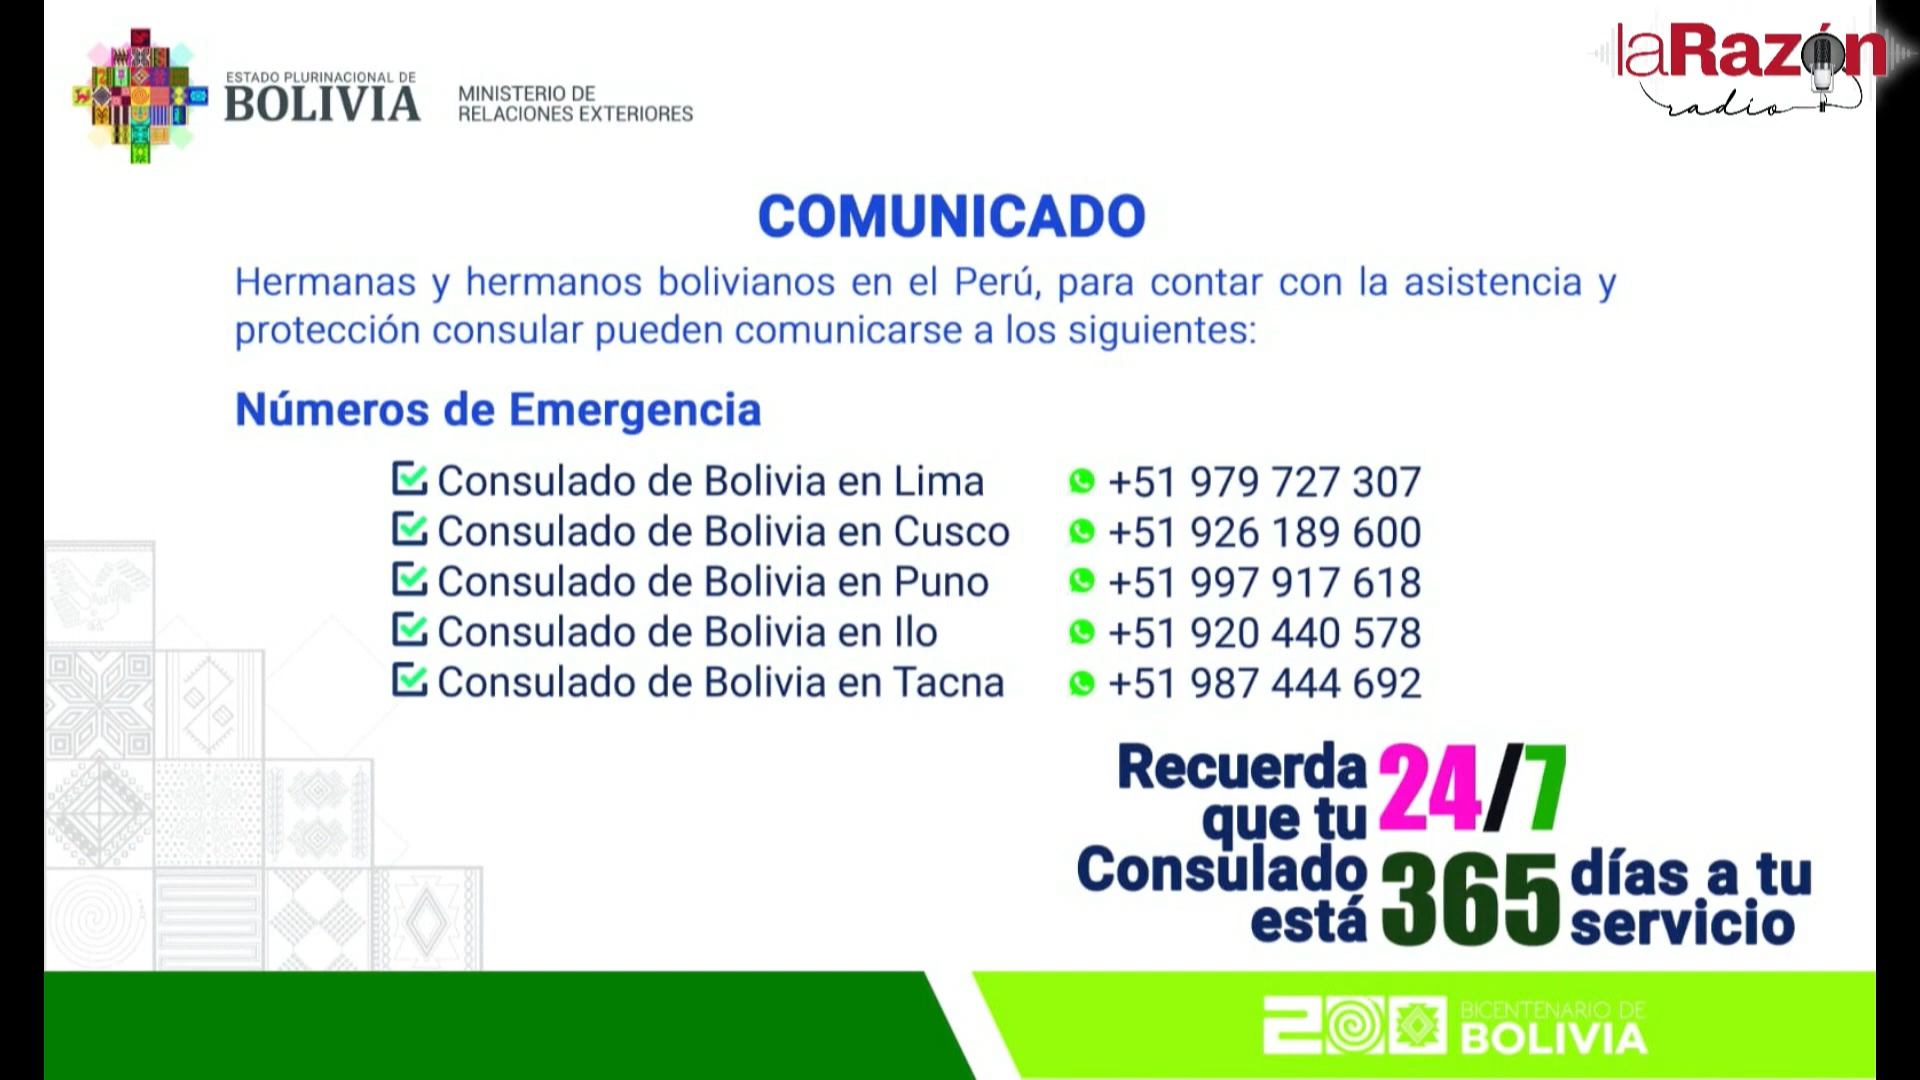 ESTADO PLURINACIONAL DE
BOLIVIA
MINISTERIO DE
RELACIONES EXTERIORES
laRazón
radio
COMUNICADO
Hermanas y hermanos bolivianos en el Perú, para contar con la asistencia y
protección consular pueden comunicarse a los siguientes:
Números de Emergencia
Consulado de Bolivia en Lima +51 979 727 307
Consulado de Bolivia en Cusco +51 926 189 600
Consulado de Bolivia en Puno +51 997 917 618
Consulado de Bolivia en Ilo +51 920 440 578
Consulado de Bolivia en Tacna +51 987 444 692
Recuerda
que tu
Consulado
está
24/7
365
días a tu
servicio
200
BICENTENARIO DE
BOLIVIA